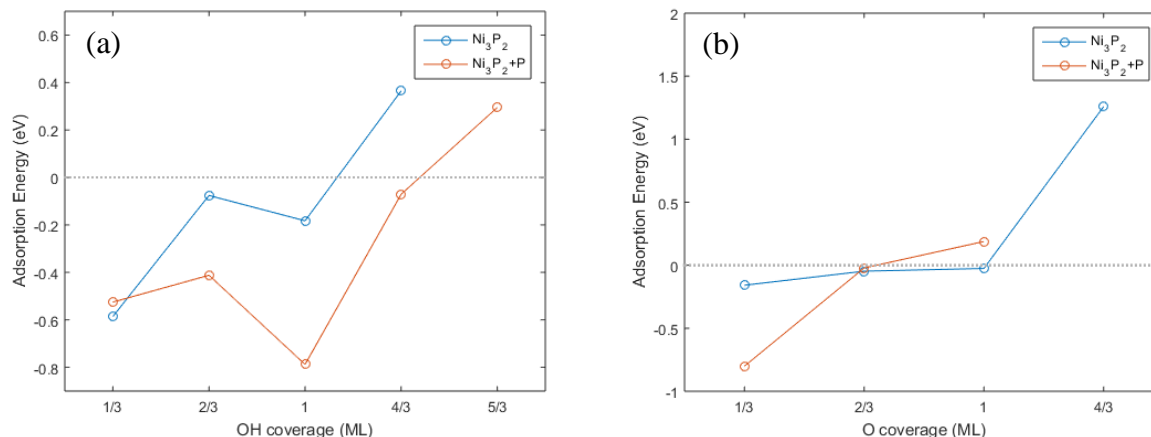 (a)
Ni3P2
Ni3P2+P
Adsorption Energy (eV)
0.6
0.4
0.2
0
-0.2
-0.4
-0.6
-0.8
1/3 2/3 1 4/3 5/3
OH coverage (ML)
(b)
Ni3P2
Ni3P2+P
Adsorption Energy (eV)
2
1.5
1
0.5
0
-0.5
-1
1/3 2/3 1 4/3
O coverage (ML)